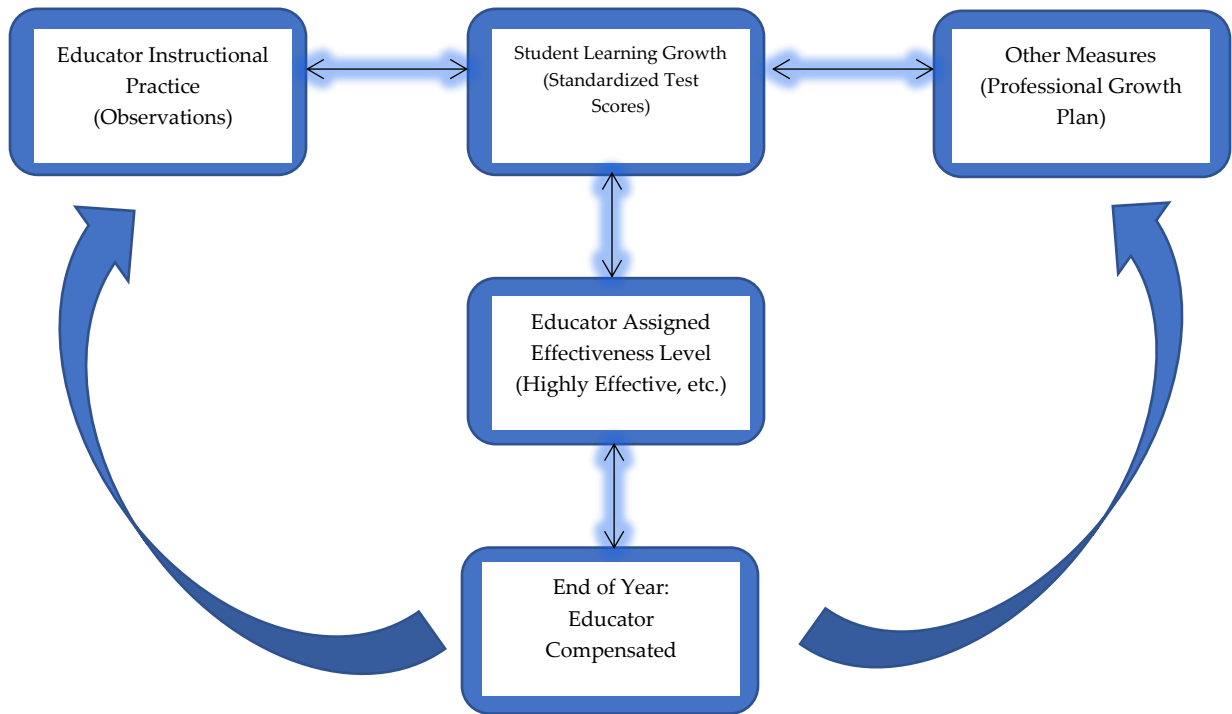 Educator Instructional
Practice
(Observations)
Student Learning Growth
(Standardized Test
Scores)
Other Measures
(Professional Growth
Plan)
Educator Assigned
Effectiveness Level
(Highly Effective, etc.)
End of Year:
Educator
Compensated